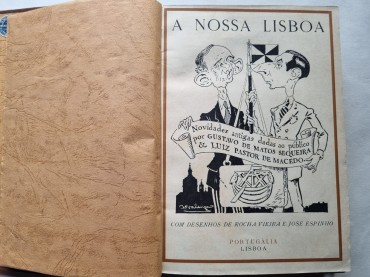 A NOSSA LISBOA
Novidades antigas dadas ao público
por GUSTAVO DE MATOS SEQUEIRA
& LUIZ PASTOR DE MACEDO
COM DESENHOS DE ROCHA VIEIRA E JOSÉ ESPINHO
PORTUGALIA
LISBOA